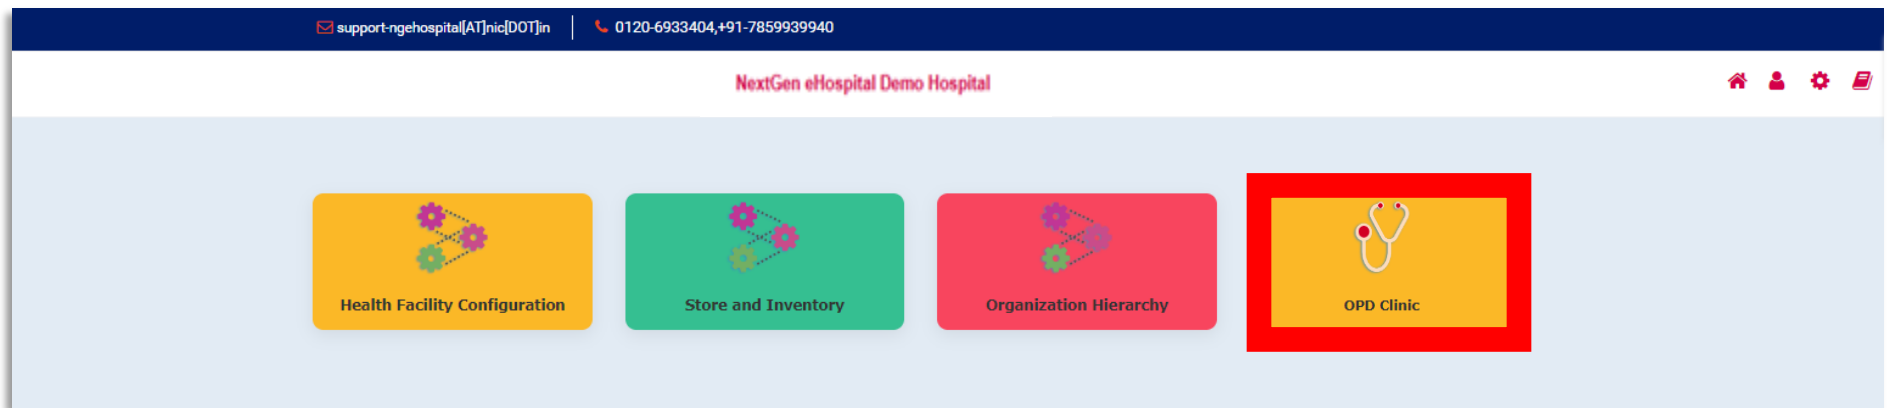 support-ngehospital[AT]nic[DOT]in 0120-6933404,+91-7859939940
NextGen eHospital Demo Hospital
Health Facility Configuration
Store and Inventory
Organization Hierarchy
OPD Clinic